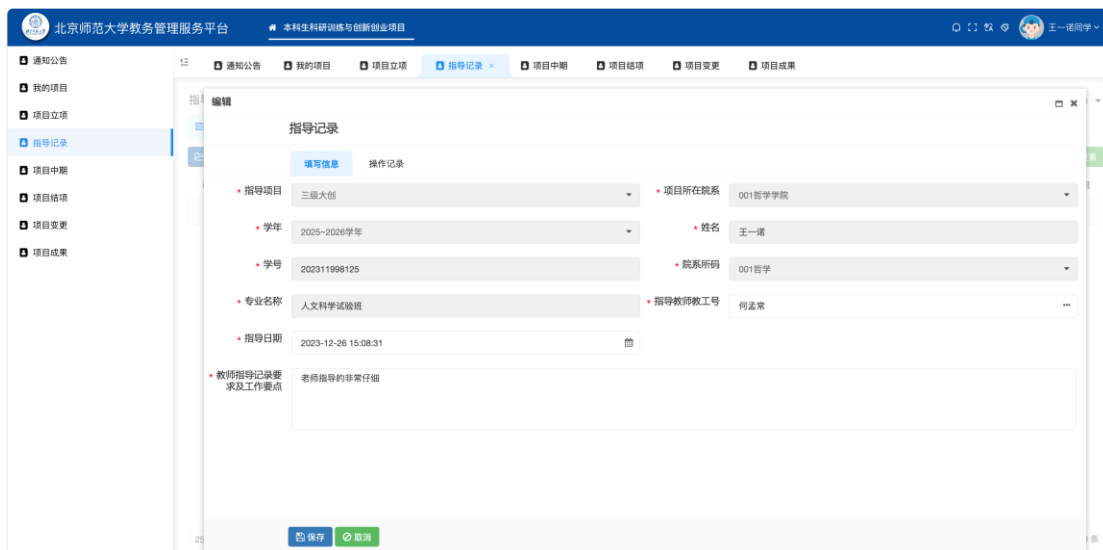 北京师范大学教务管理服务平台 本科生科研训练与创新创业项目 王一诺同学
通知公告
我的项目
项目立项
指导记录
项目中期
项目结项
项目变更
项目成果
通知公告 我的项目 项目立项 指导记录 × 项目中期 项目结项 项目变更 项目成果
编辑
指导记录
填写信息 操作记录
* 指导项目 三级大创 * 项目所在院系 001哲学学院
* 学年 2025~2026学年 * 姓名 王一诺
* 学号 202311998125 * 院系所码 001哲学
* 专业名称 人文科学试验班 * 指导教师教工号 何孟常 ...
* 指导日期 2023-12-26 15:08:31
* 教师指导记录要 老师指导的非常仔细
求及工作要点
保存 取消